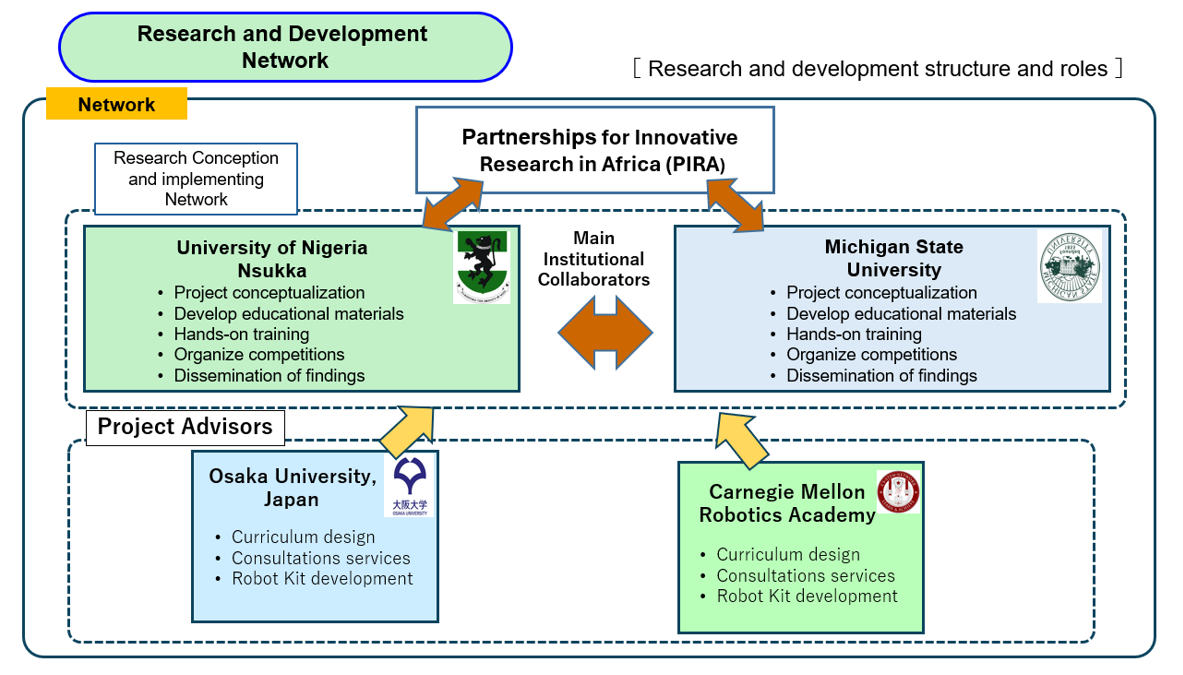 Research and Development
Network
[ Research and development structure and roles ]
Network
Partnerships for Innovative
Research in Africa (PIRA)
Research Conception
and implementing
Network
University of Nigeria
Nsukka
• Project conceptualization
• Develop educational materials
• Hands-on training
• Organize competitions
• Dissemination of findings
Main
Institutional
Collaborators
Michigan State
University
• Project conceptualization
• Develop educational materials
• Hands-on training
• Organize competitions
• Dissemination of findings
Project Advisors
Osaka University,
Japan
大阪大学
OSAKA UNIVERSITY
• Curriculum design
• Consultations services
• Robot Kit development
Carnegie Mellon
Robotics Academy
• Curriculum design
• Consultations services
• Robot Kit development